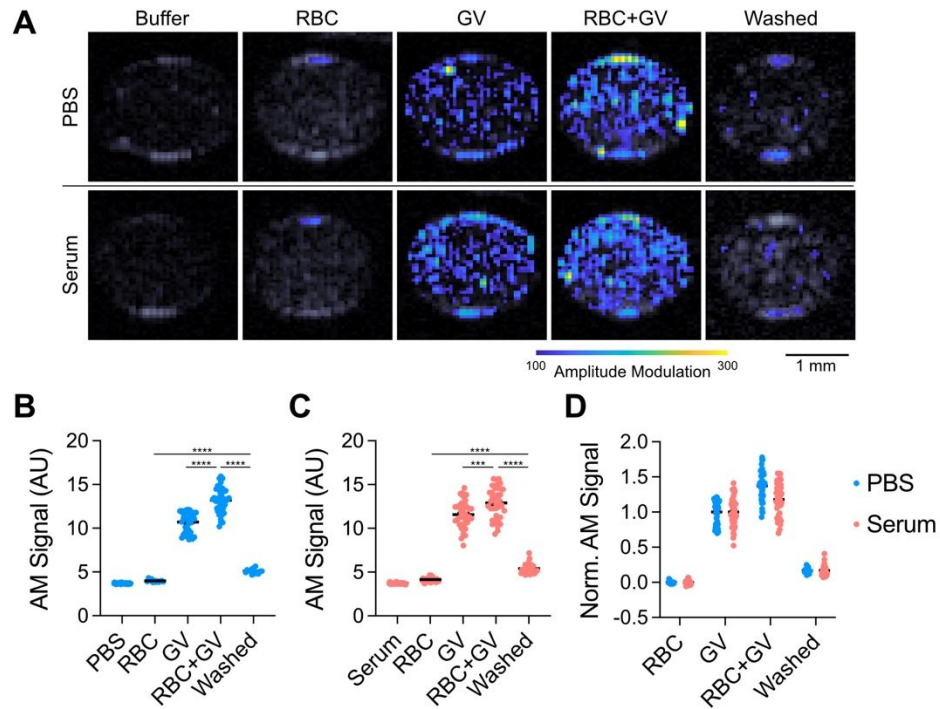 A
Buffer RBC GV RBC+GV Washed
PBS
Serum
100 Amplitude Modulation 300
1 mm
B
AM Signal (AU)
20
15
10
5
0
****
**** ****
PBS RBC GV RBC+GV Washed
C
AM Signal (AU)
20
15
10
5
0
****
*** ****
Serum RBC GV RBC+GV Washed
D
Norm. AM Signal
2.0
1.5
1.0
0.5
0.0
-0.5
RBC GV RBC+GV Washed
PBS
Serum